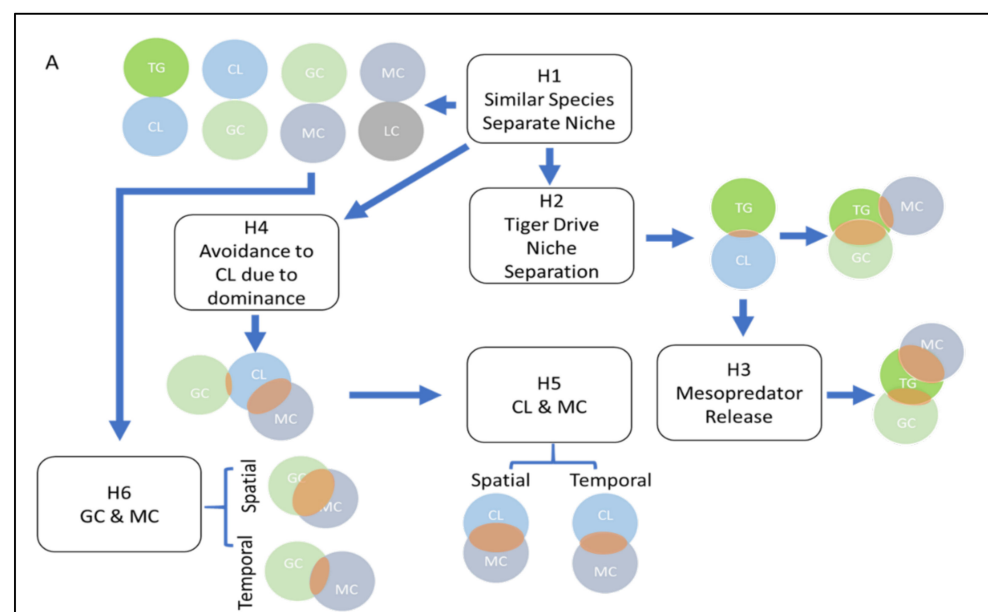 A
TG
CL
GC
MC
CL
GC
MC
LC
H1
Similar Species
Separate Niche
H4
Avoidance to
CL due to
dominance
H2
Tiger Drive
Niche
Separation
TG
CL
TG
MC
GC
GC
CL
MC
H5
CL & MC
H3
Mesopredator
Release
MC
TG
GC
H6
GC & MC
Spatial
GC
MC
Temporal
GC
MC
Spatial
Temporal
CL
MC
CL
MC